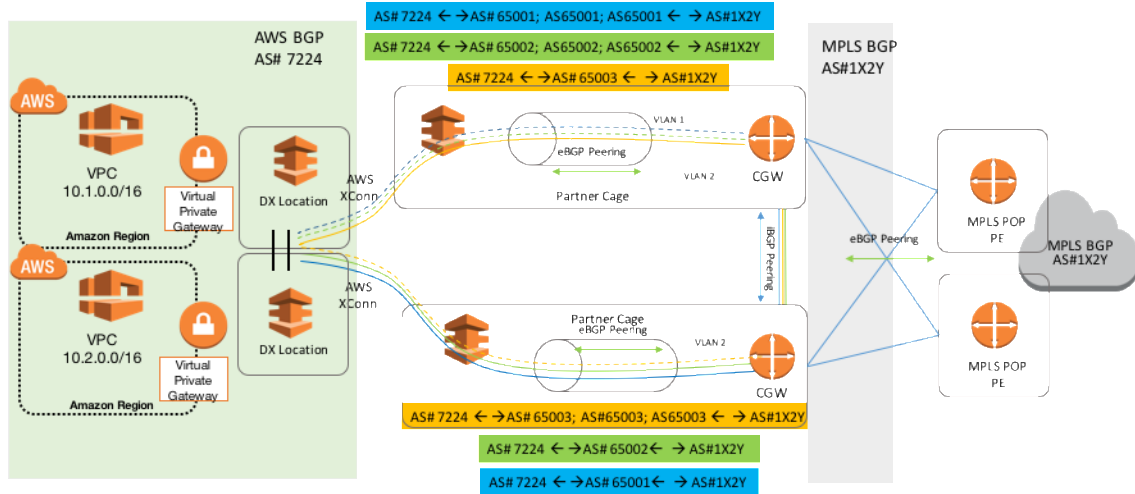 AS# 7224 ← →AS# 65001; AS65001; AS65001 ← →AS#1X2Y
AS# 7224 ← →AS# 65002; AS65002; AS65002 ← →AS#1X2Y
AS# 7224 ← →AS# 65003 ← →AS#1X2Y
AWS BGP
AS# 7224
MPLS BGP
AS#1X2Y
AWS
VPC
10.1.0.0/16
Virtual
Private
Gateway
Amazon Region
DX Location
AWS
XConn
VLAN 1
eBGP Peering
VLAN 2
Partner Cage
CGW
iBGP Peering
eBGP Peering
MPLS POP
PE
MPLS BGP
AS#1X2Y
AWS
VPC
10.2.0.0/16
Virtual
Private
Gateway
Amazon Region
DX Location
AWS
XConn
Partner Cage
eBGP Peering
VLAN 2
CGW
MPLS POP
PE
AS# 7224 ← →AS# 65003; AS#65003; AS65003 ← →AS#1X2Y
AS# 7224 ← →AS# 65002← →AS#1X2Y
AS# 7224 ← →AS# 65001← →AS#1X2Y